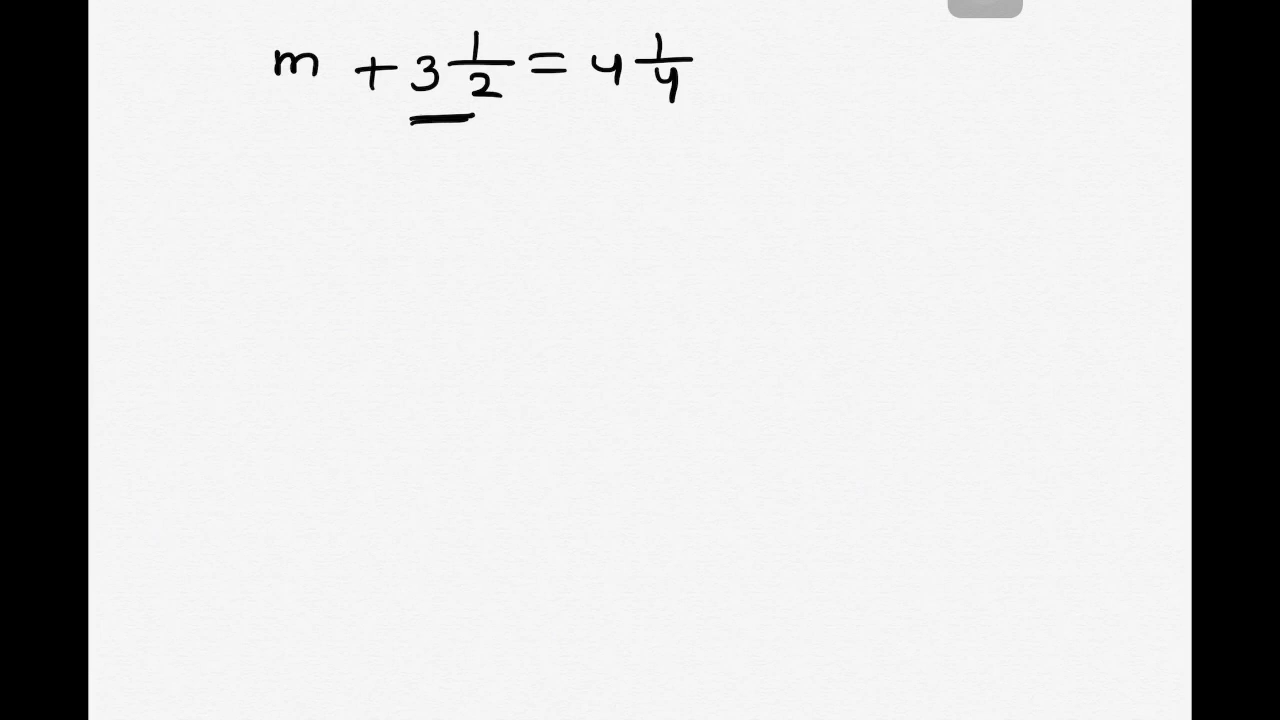 m + 3 1/2 = 4 1/4